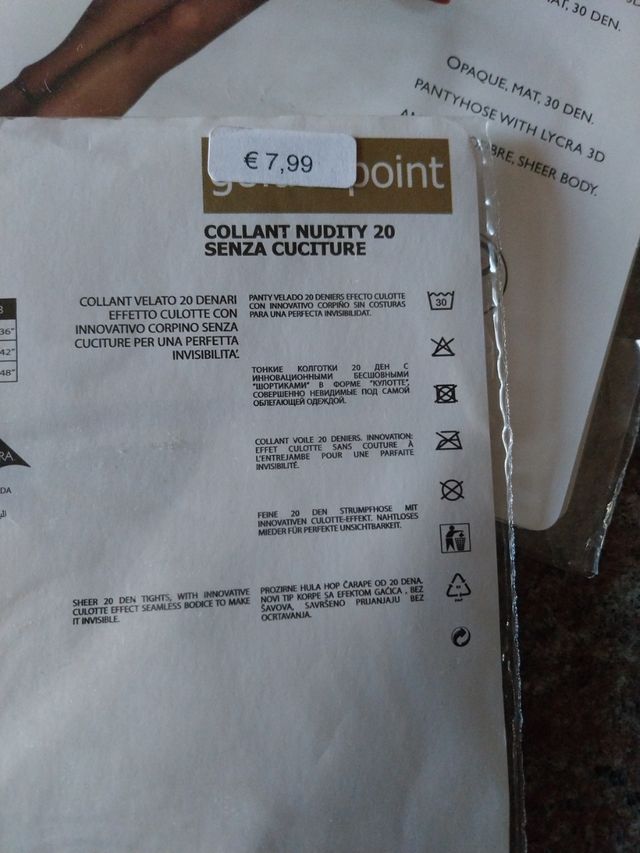 AT, 30 DEN.
OPAQUE, MAT, 30 DEN.
PANTYHOSE WITH LYCRA 3D
BRE, SHEER BODY.
€ 7,99
point
COLLANT NUDITY 20
SENZA CUCITURE
36"
42"
48"
RA
DA
COLLANT VELATO 20 DENARI
EFFETTO CULOTTE CON
INNOVATIVO CORPINO SENZA
CUCITURE PER UNA PERFETTA
INVISIBILITA'.
PANTY VELADO 20 DENIERS EFECTO CULOTTE
CON INNOVATIVO CORPIÑO SIN COSTURAS
PARA UNA PERFECTA INVISIBILIDAT.
30
ТОНКИЕ КОЛГОТКИ 20 ДЕН С
ИННОВАЦИОННЫМИ БЕСШОВНЫМИ
"ШОРТИКАМИ" В ФОРМЕ "КУЛОТТЕ",
СОВЕРШЕННО НЕВИДИМЫЕ ПОД САМОЙ
ОБЛЕГАЮЩЕЙ ОДЕЖДОЙ.
COLLANT VOILE 20 DENIERS. INNOVATION:
EFFET CULOTTE SANS COUTURE À
L'ENTREJAMBE POUR UNE PARFAITE
INVISIBILITÉ.
FEINE 20 DEN STRUMPFHOSE MIT
INNOVATIVEN CULOTTE-EFFEKT. NAHTLOSES
MIEDER FÜR PERFEKTE UNSICHTBARKEIT.
SHEER 20 DEN TIGHTS, WITH INNOVATIVE
CULOTTE EFFECT SEAMLESS BODICE TO MAKE
IT INVISIBLE.
PROZIRNE HULA HOP ČARAPE OD 20 DENA.
NOVI TIP KORPE SA EFEKTOM GAĆICA , BEZ
ŠAVOVA, SAVRŠENO PRIJANJAJU BEZ
OCRTAVANJA.